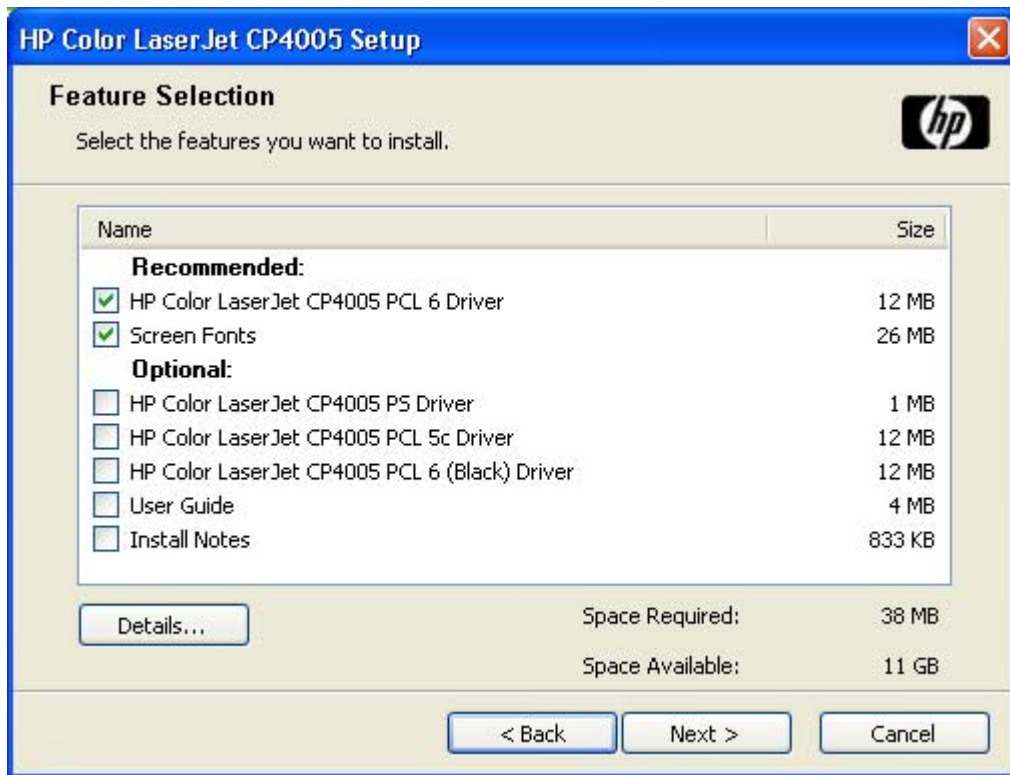 HP Color LaserJet CP4005 Setup
Feature Selection
Select the features you want to install.
hp
Name Size
Recommended:
HP Color LaserJet CP4005 PCL 6 Driver 12 MB
Screen Fonts 26 MB
Optional:
HP Color LaserJet CP4005 PS Driver 1 MB
HP Color LaserJet CP4005 PCL 5c Driver 12 MB
HP Color LaserJet CP4005 PCL 6 (Black) Driver 12 MB
User Guide 4 MB
Install Notes 833 KB
Details... Space Required: 38 MB
Space Available: 11 GB
< Back Next > Cancel